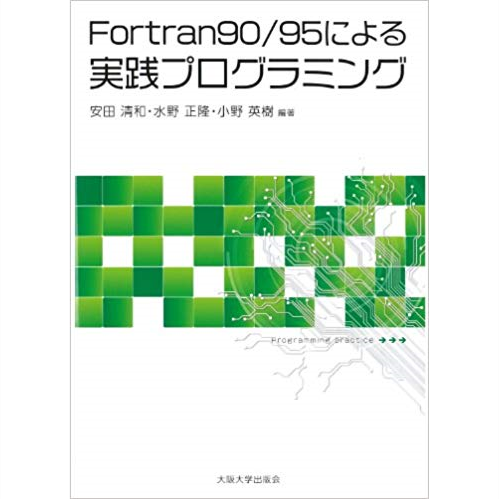 Fortran90/95による
実践プログラミング
安田 清和・水野 正隆・小野 英樹 編著
Programming practice →→→
大阪大学出版会